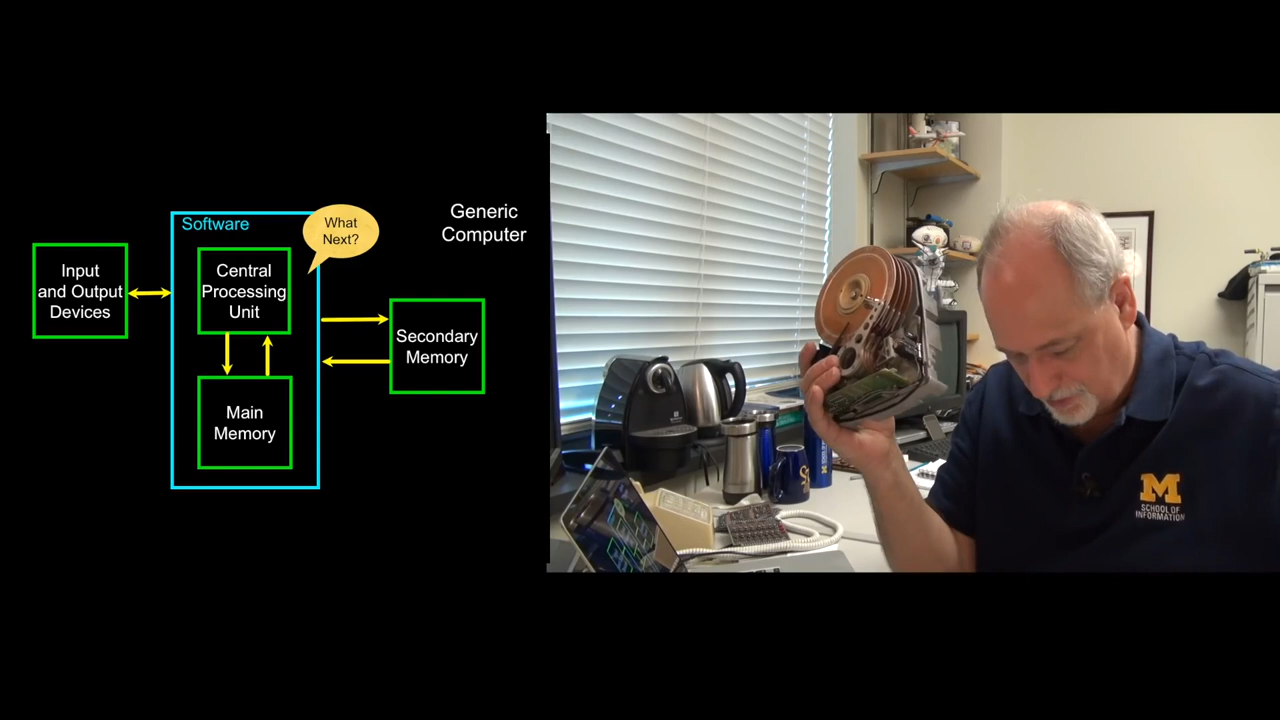 Generic
Computer
Software
What
Next?
Input
and Output
Devices
Central
Processing
Unit
Secondary
Memory
Main
Memory
M
SCHOOL OF
INFORMATION